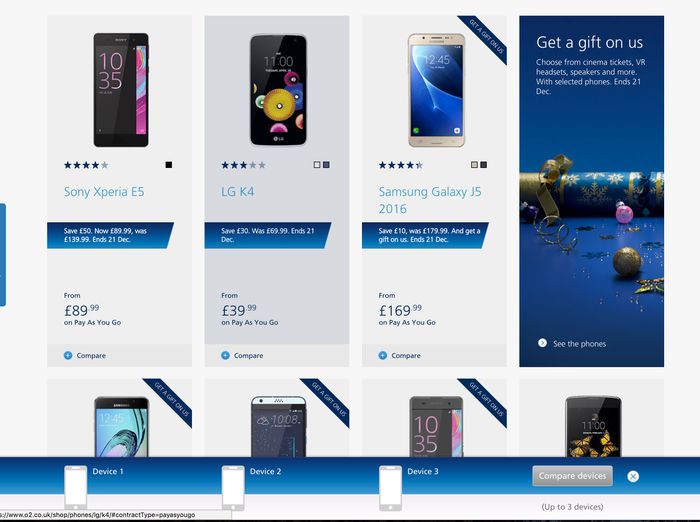 SONY
10
35
Sony Xperia E5
Save £50. Now £89.99, was
£139.99. Ends 21 Dec.
From
£89.99
on Pay As You Go
Compare
11:00
LG
LG K4
Save £30. Was £69.99. Ends 21
Dec.
From
£39.99
on Pay As You Go
Compare
GET A GIFT ON US
12:45
Samsung Galaxy J5
2016
Save £10, was £179.99. And get a
gift on us. Ends 21 Dec.
From
£169.99
on Pay As You Go
Compare
Get a gift on us
Choose from cinema tickets, VR
headsets, speakers and more.
With selected phones. Ends 21
Dec.
See the phones
GET A GIFT ON US
12:45
GET A GIFT ON US
10:08
GET A GIFT ON US
10
35
11:00
Device 1
Device 2
Device 3
Compare devices
(Up to 3 devices)
s://www.o2.co.uk/shop/phones/lg/k4/#contractType=payasyougo